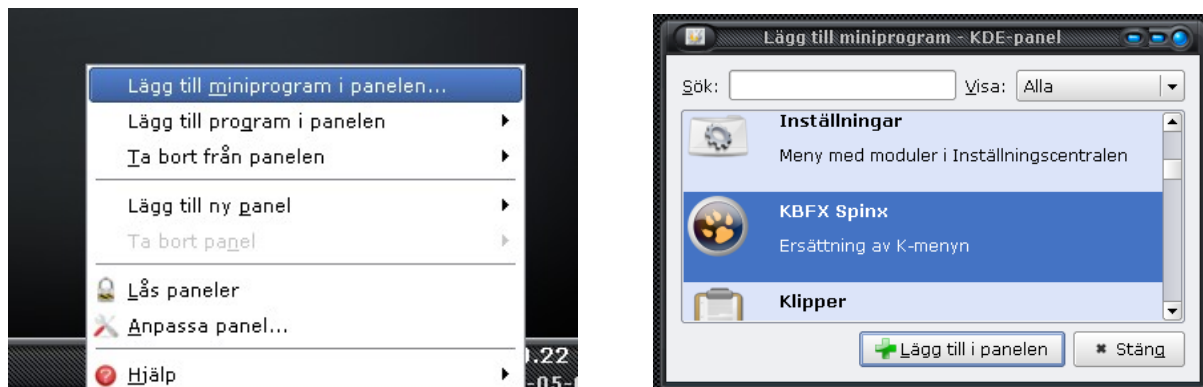 Lägg till miniprogram i panelen...
Lägg till program i panelen
Ta bort från panelen
Lägg till ny panel
Ta bort panel
Lås paneler
Anpassa panel...
Hjälp
.22
-05-
Lägg till miniprogram - KDE-panel
Sök: Visa: Alla
Inställningar
Meny med moduler i Inställningscentralen
KBFX Spinx
Ersättning av K-menyn
Klipper
Lägg till i panelen Stäng